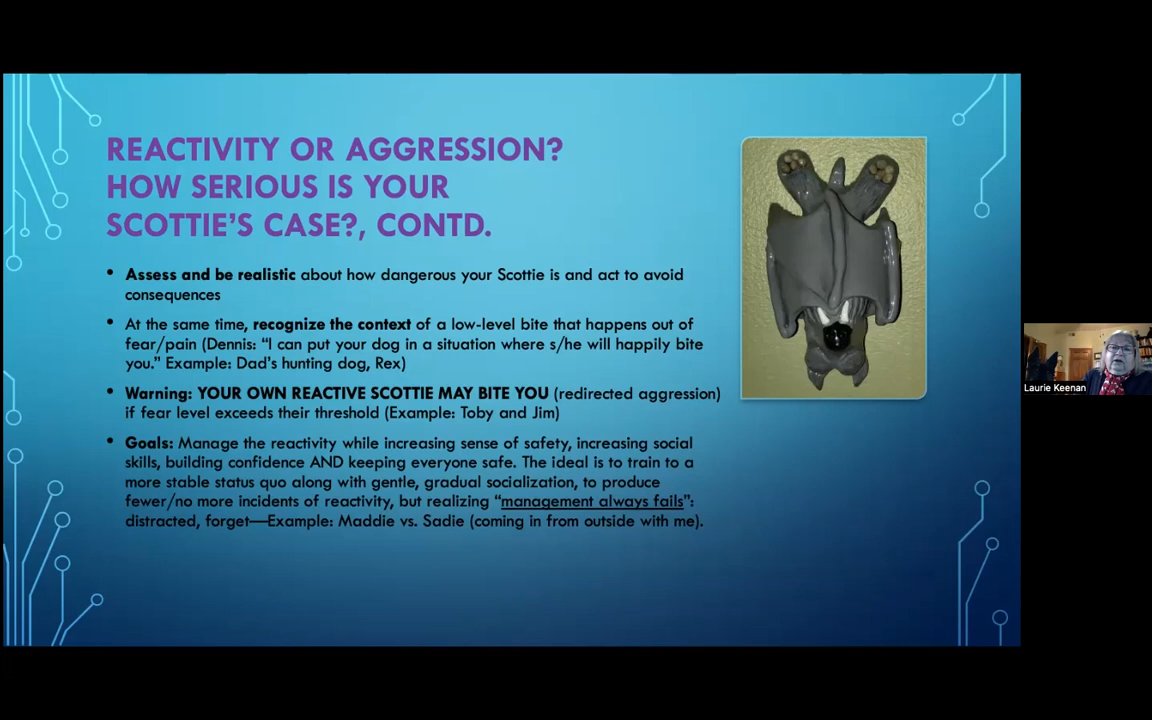 REACTIVITY OR AGGRESSION?
HOW SERIOUS IS YOUR
SCOTTIE'S CASE?, CONTD.
• Assess and be realistic about how dangerous your Scottie is and act to avoid
consequences
• At the same time, recognize the context of a low-level bite that happens out of
fear/pain (Dennis: “I can put your dog in a situation where s/he will happily bite
you.” Example: Dad's hunting dog, Rex)
• Warning: YOUR OWN REACTIVE SCOTTIE MAY BITE YOU (redirected aggression)
if fear level exceeds their threshold (Example: Toby and Jim)
• Goals: Manage the reactivity while increasing sense of safety, increasing social
skills, building confidence AND keeping everyone safe. The ideal is to train to a
more stable status quo along with gentle, gradual socialization, to produce
fewer/no more incidents of reactivity, but realizing “management always fails”:
distracted, forget—Example: Maddie vs. Sadie (coming in from outside with me).
Laurie Keenan